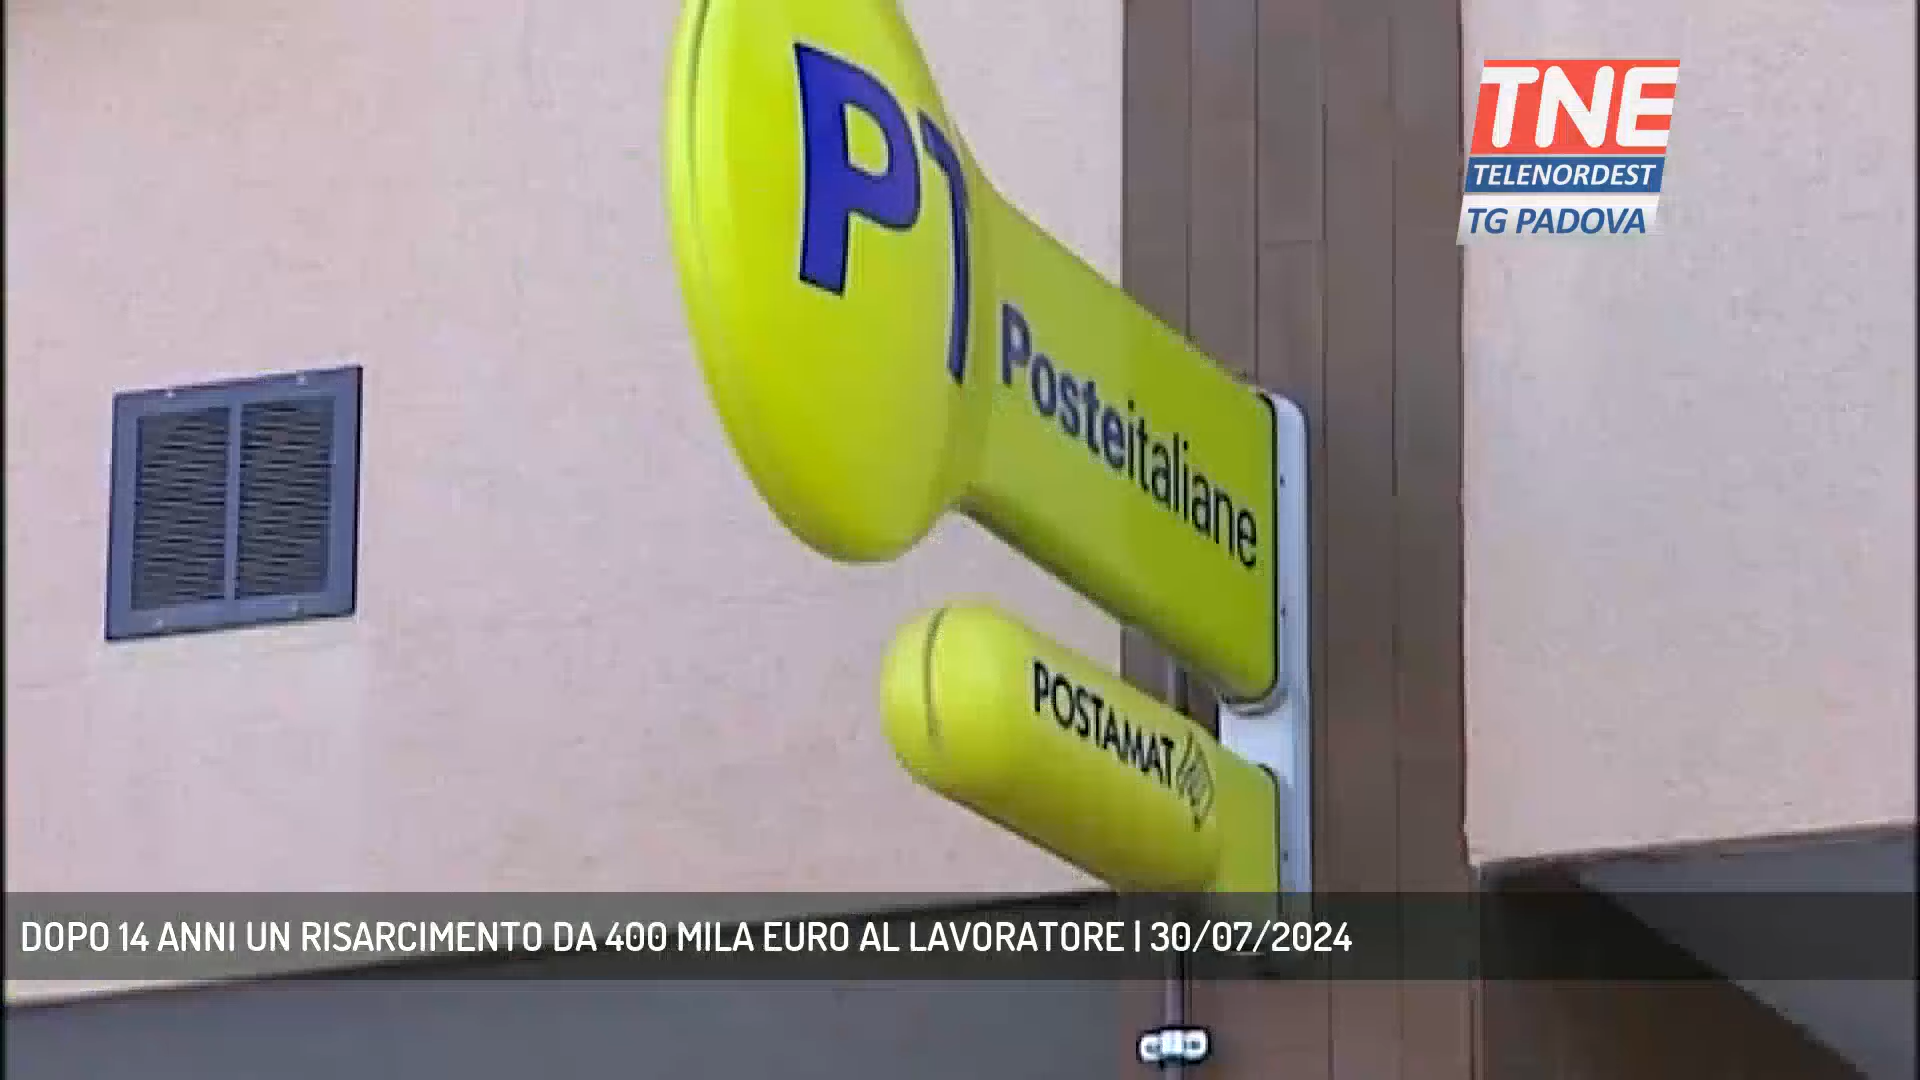 TNE
TELENORDEST
TG PADOVA
PT
Posteitaliane
POSTAMAT
DOPO 14 ANNI UN RISARCIMENTO DA 400 MILA EURO AL LAVORATORE | 30/07/2024